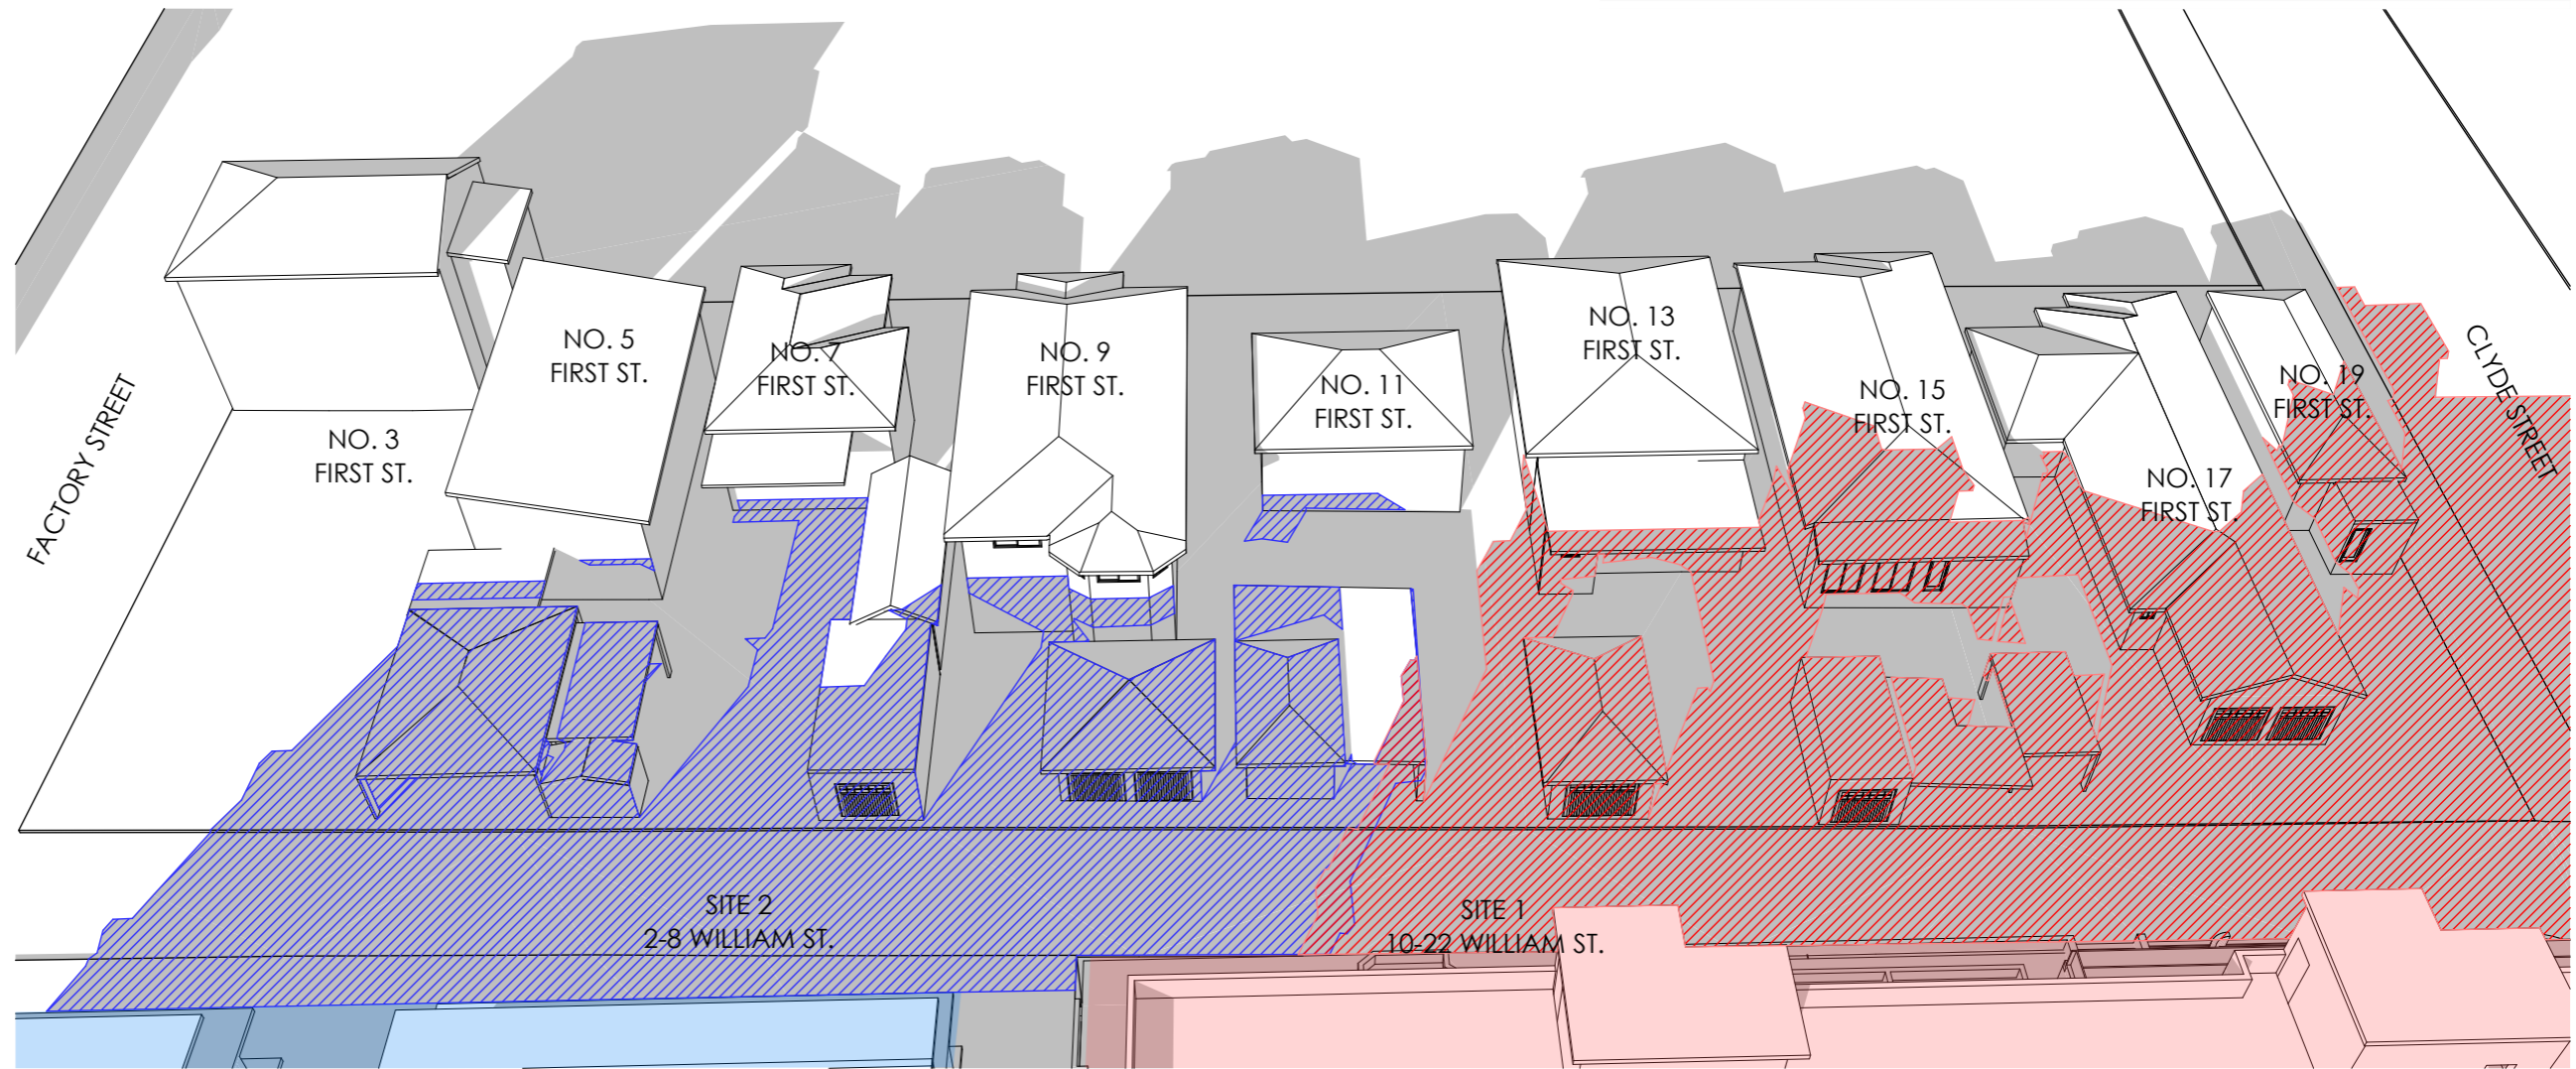 FACTORY STREET
NO. 3
FIRST ST.
NO. 5
FIRST ST.
NO. 7
FIRST ST.
NO. 9
FIRST ST.
NO. 11
FIRST ST.
NO. 13
FIRST ST.
NO. 15
FIRST ST.
NO. 17
FIRST ST.
NO. 19
FIRST ST.
CLYDE STREET
SITE 2
2-8 WILLIAM ST.
SITE 1
10-22 WILLIAM ST.